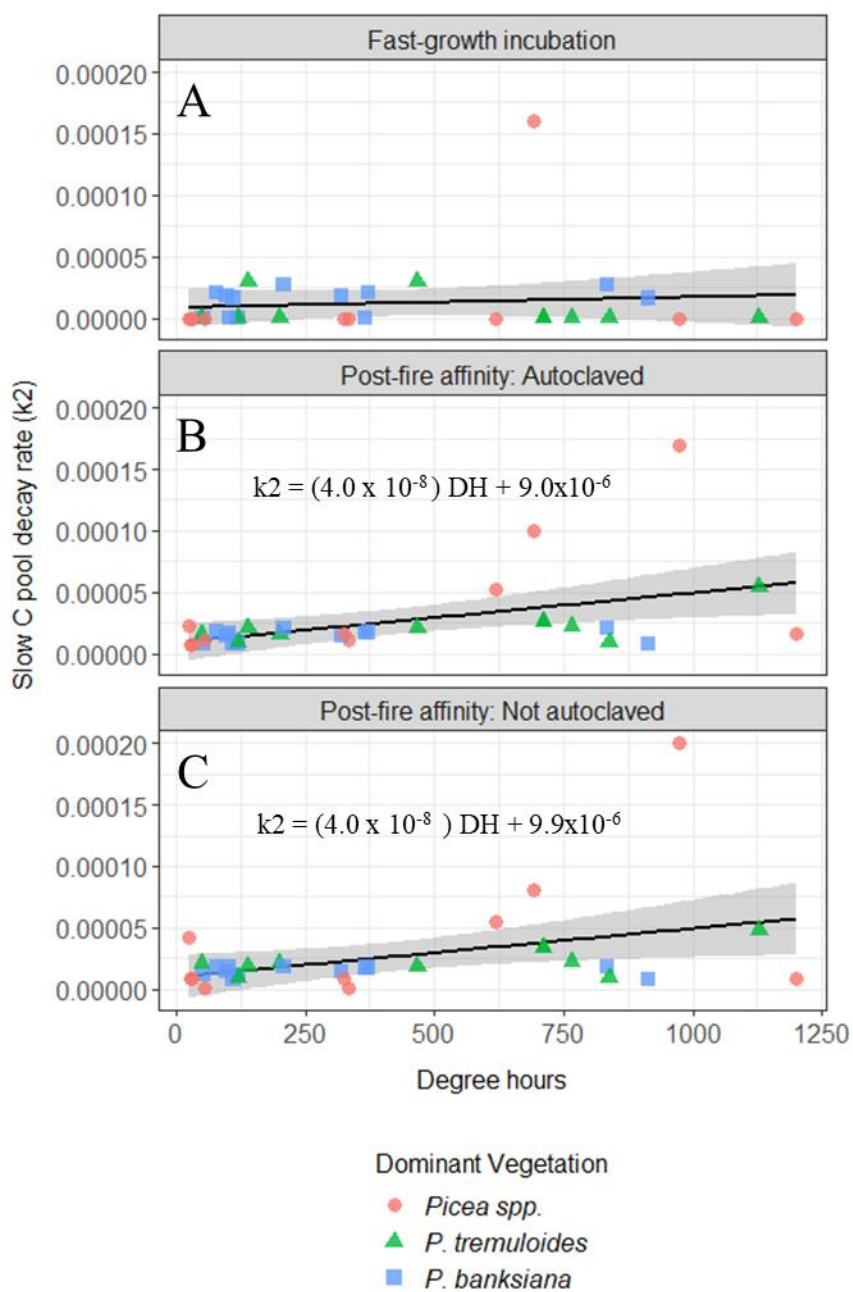 Fast-growth incubation
A
0.00020
0.00015
0.00010
0.00005
0.00000
Post-fire affinity: Autoclaved
B
k2 = (4.0 x 10⁻⁸ ) DH + 9.0x10⁻⁶
0.00020
0.00015
0.00010
0.00005
0.00000
Post-fire affinity: Not autoclaved
C
k2 = (4.0 x 10⁻⁸ ) DH + 9.9x10⁻⁶
0.00020
0.00015
0.00010
0.00005
0.00000
Slow C pool decay rate (k2)
0 250 500 750 1000 1250
Degree hours
Dominant Vegetation
Picea spp.
P. tremuloides
P. banksiana